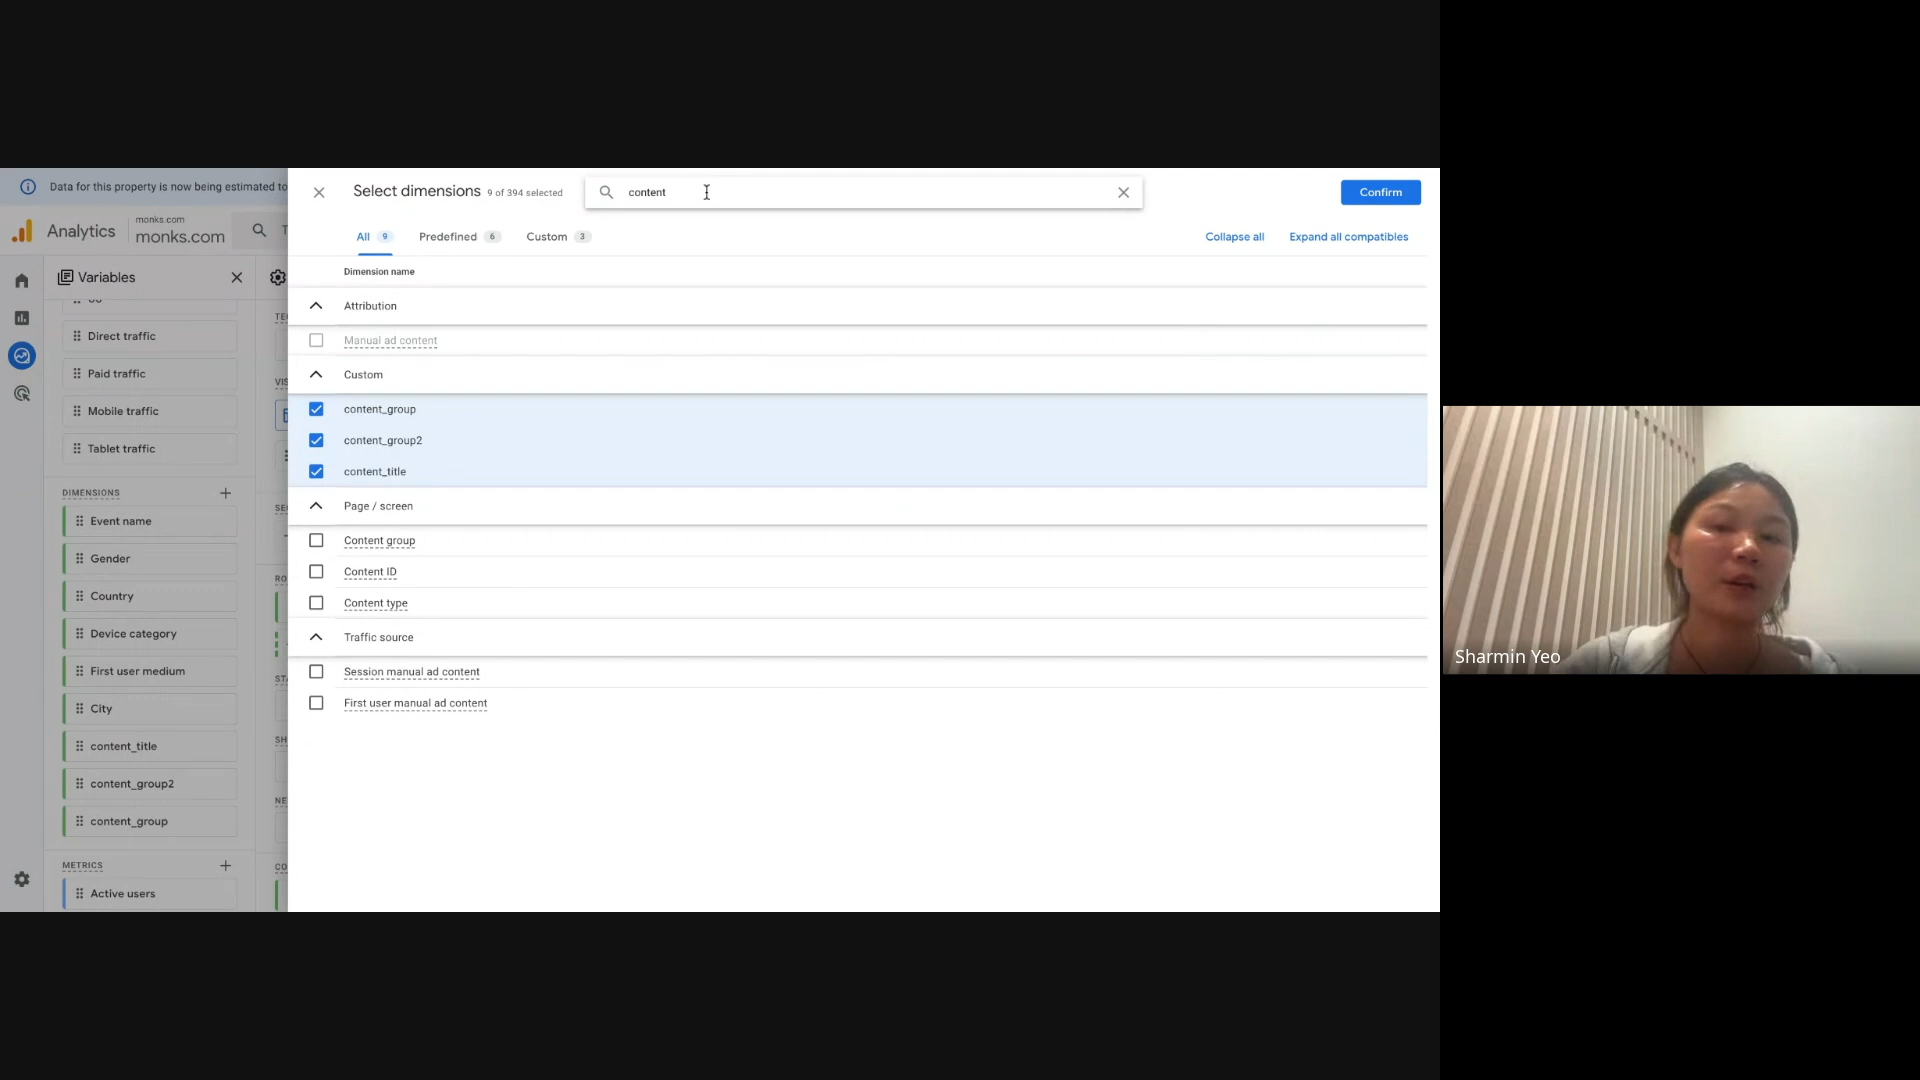 Data for this property is now being estimated to
Analytics
monks.com
monks.com
Variables
Direct traffic
Paid traffic
Mobile traffic
Tablet traffic
DIMENSIONS
Event name
Gender
Country
Device category
First user medium
City
content_title
content_group2
content_group
METRICS
Active users
Select dimensions 9 of 394 selected
content
Confirm
All 9
Predefined 6
Custom 3
Collapse all
Expand all compatibles
Dimension name
Attribution
Manual ad content
Custom
content_group
content_group2
content_title
Page / screen
Content group
Content ID
Content type
Traffic source
Session manual ad content
First user manual ad content
Sharmin Yeo